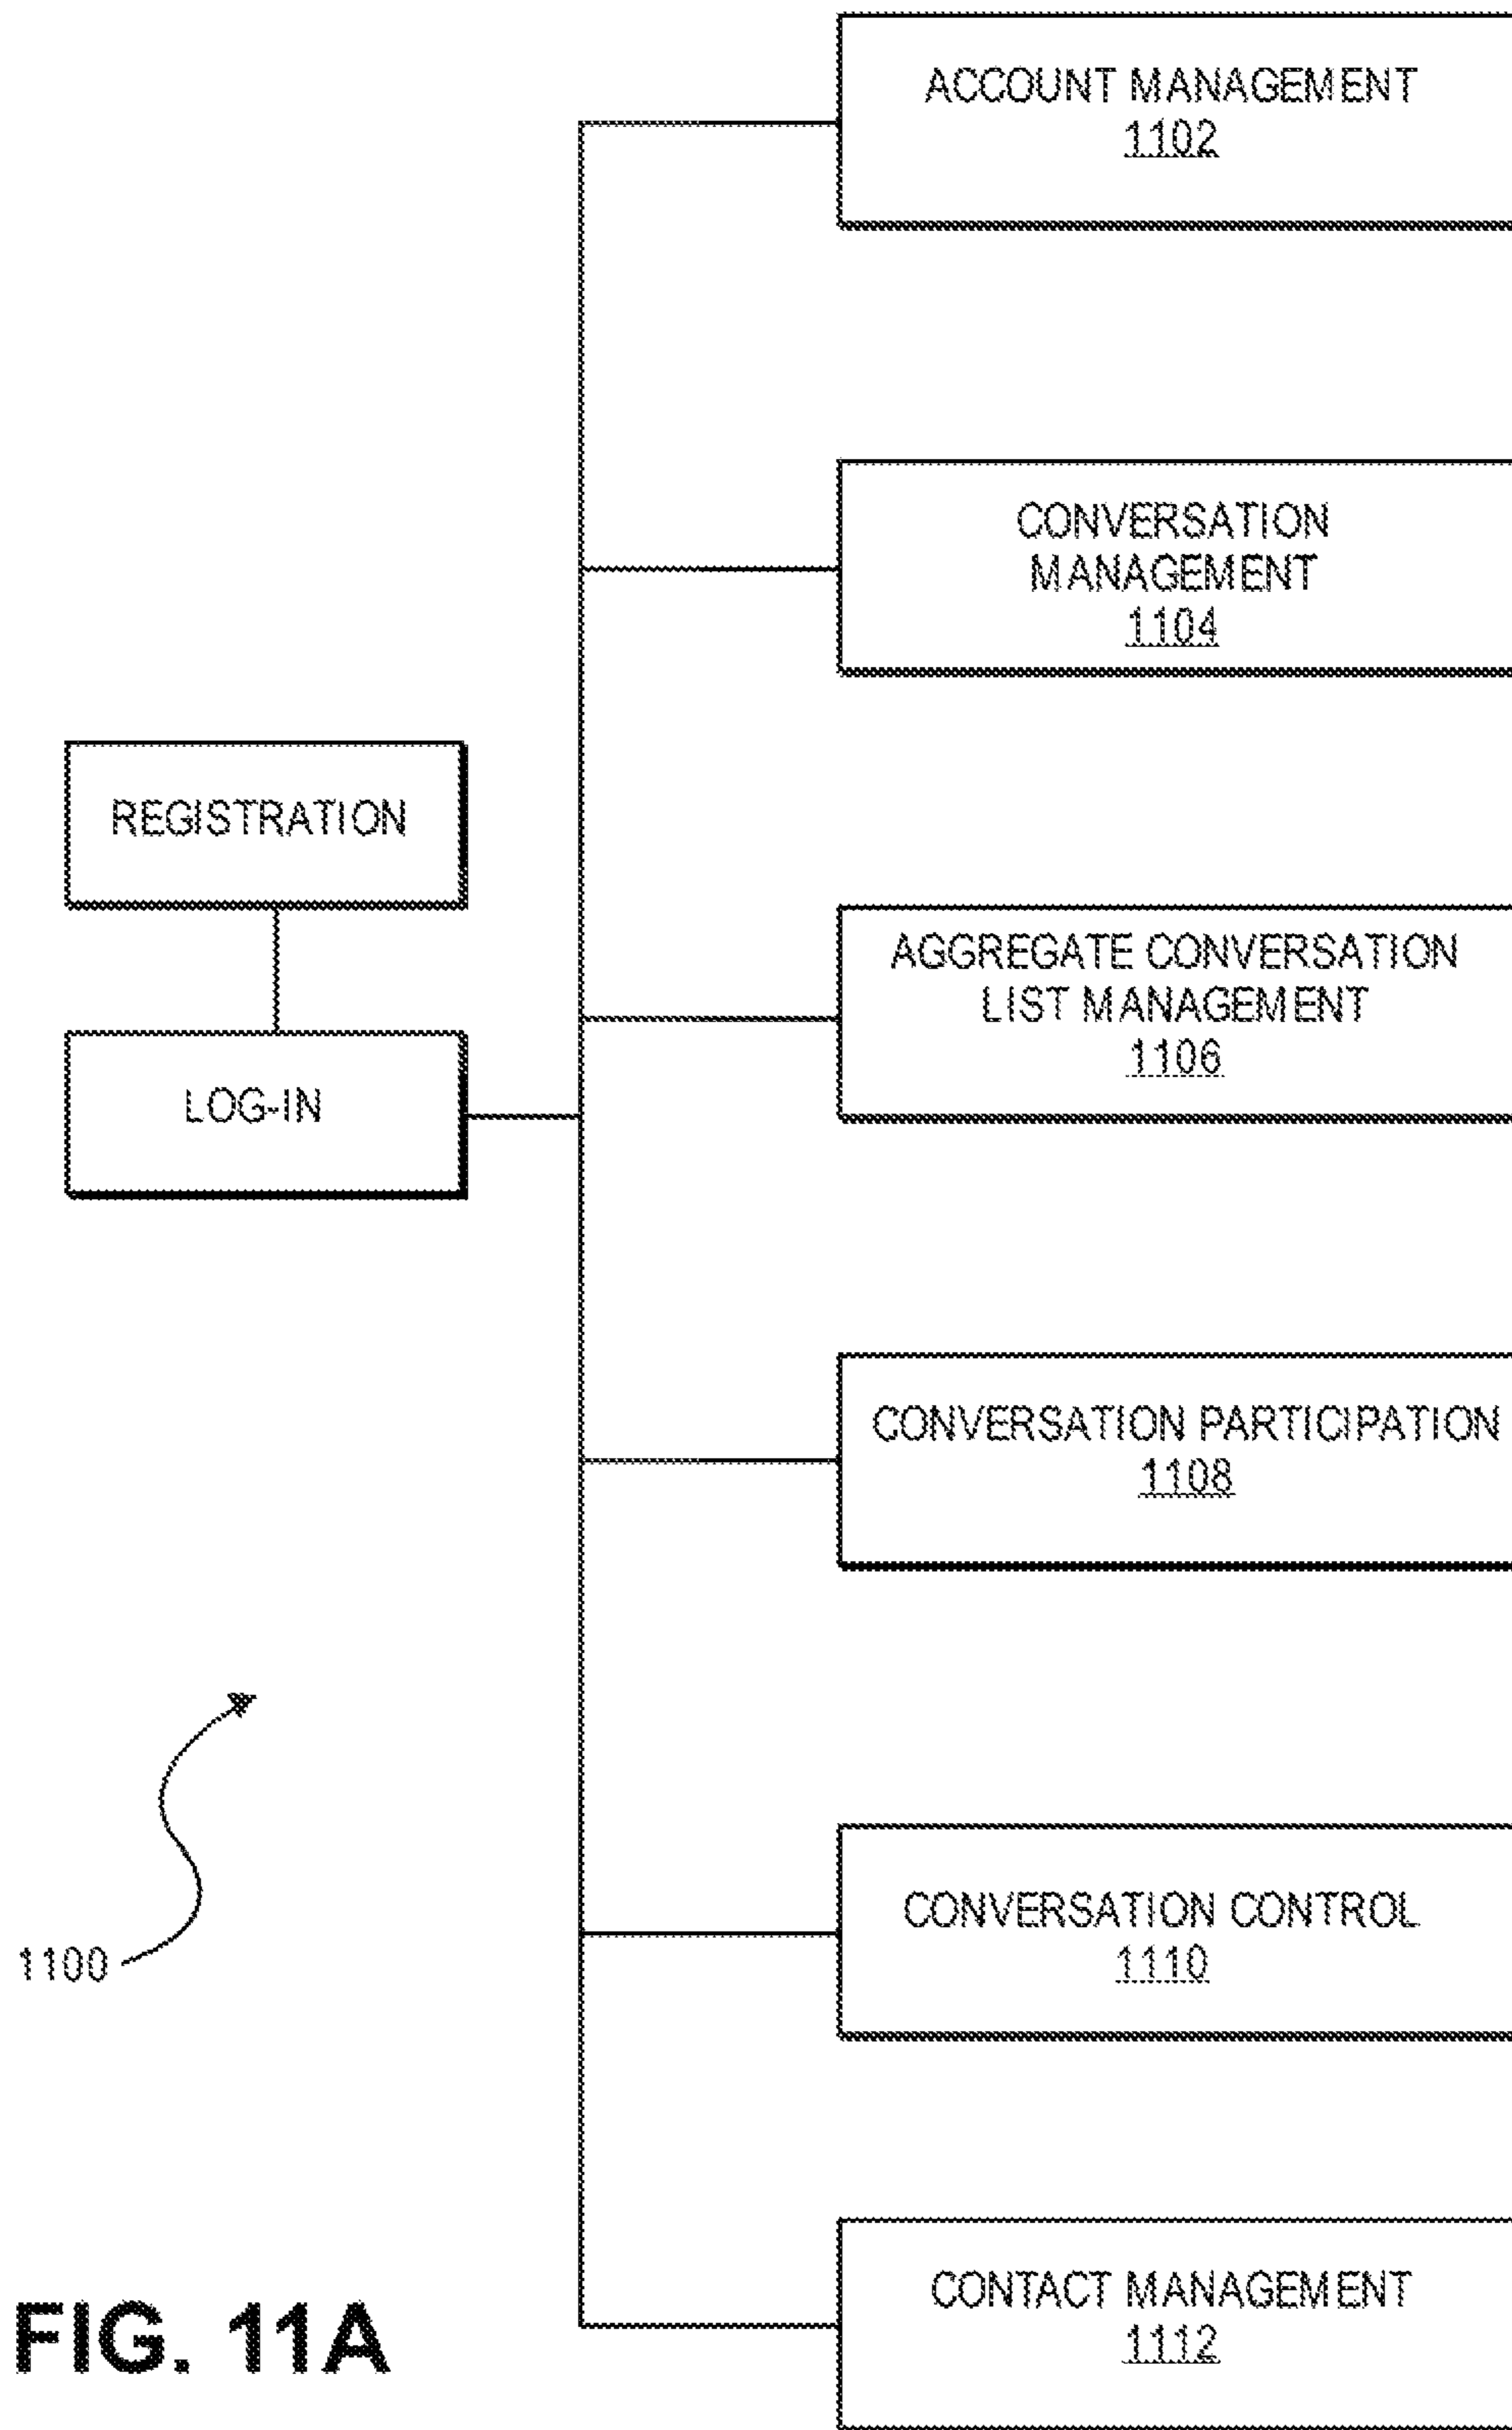 ACCOUNT MANAGEMENT
1102
CONVERSATION
MANAGEMENT
1104
REGISTRATION
AGGREGATE CONVERSATION
LIST MANAGEMENT
1106
LOG-IN
CONVERSATION PARTICIPATION
1108
CONVERSATION CONTROL
1110
1100
CONTACT MANAGEMENT
1112
FIG. 11A